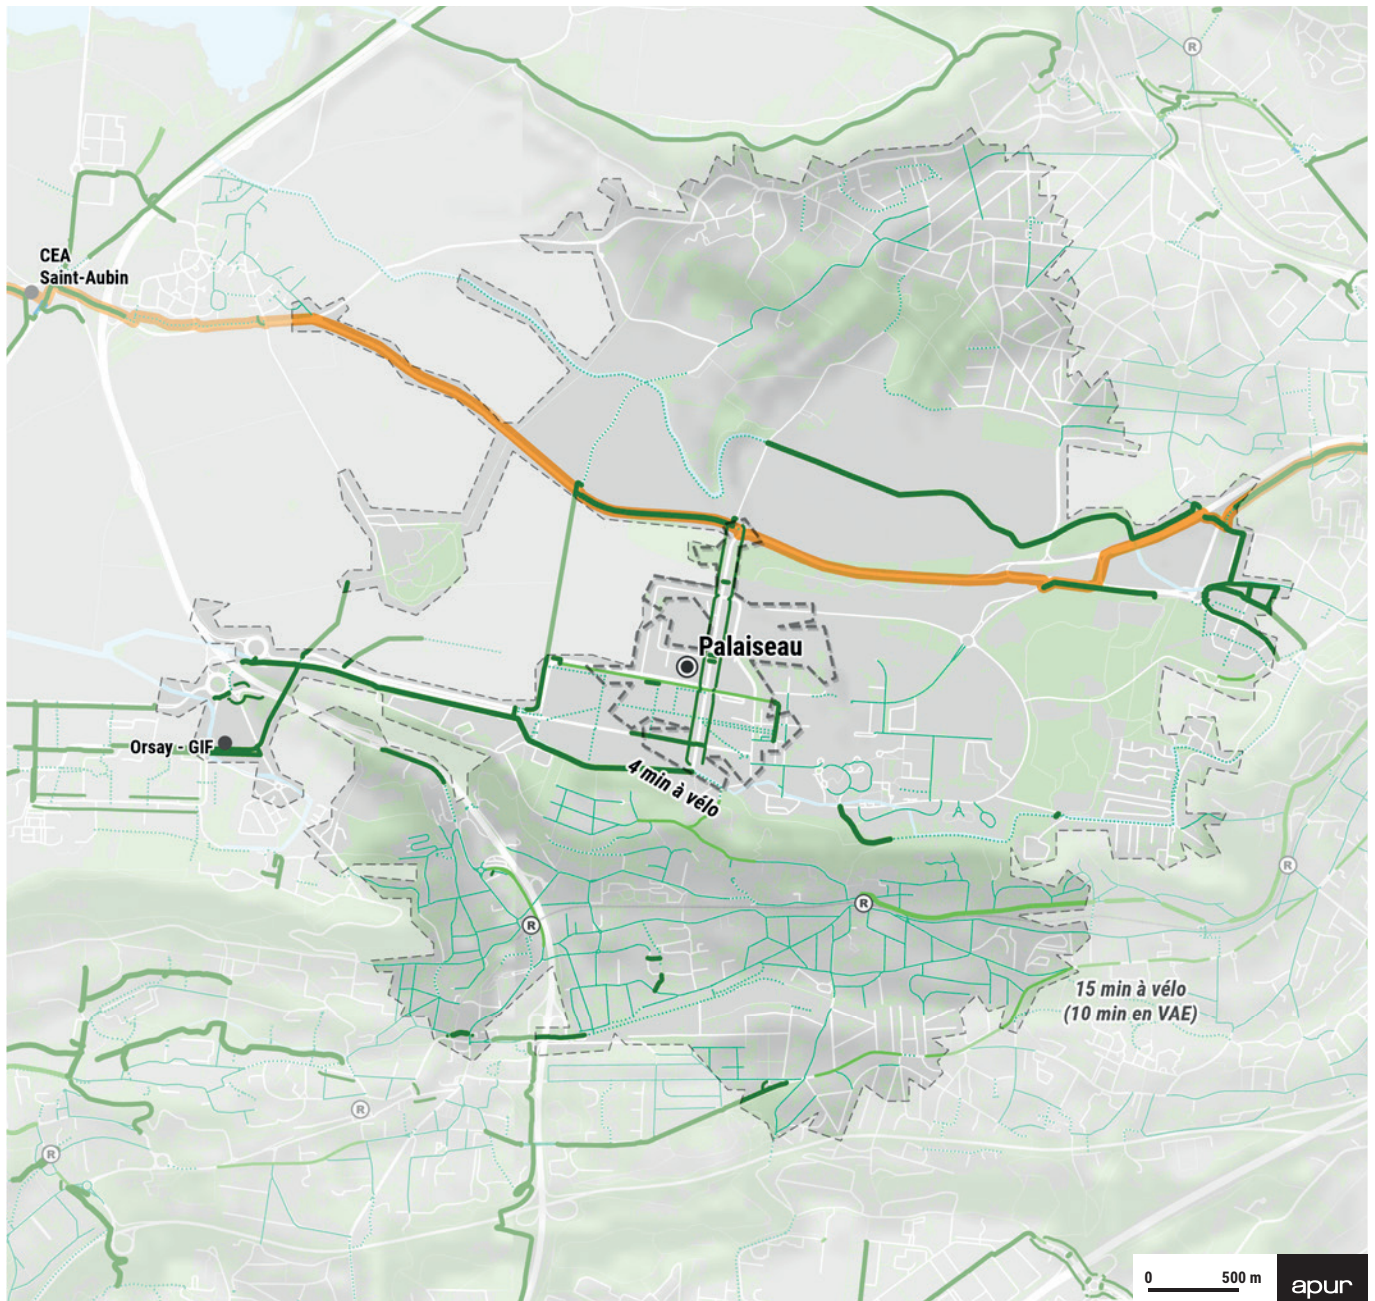 R
CEA
Saint-Aubin
Palaiseau
Orsay - GIF
4 min à vélo
R
R
R
15 min à vélo
(10 min en VAE)
R
R
0 500 m
apur